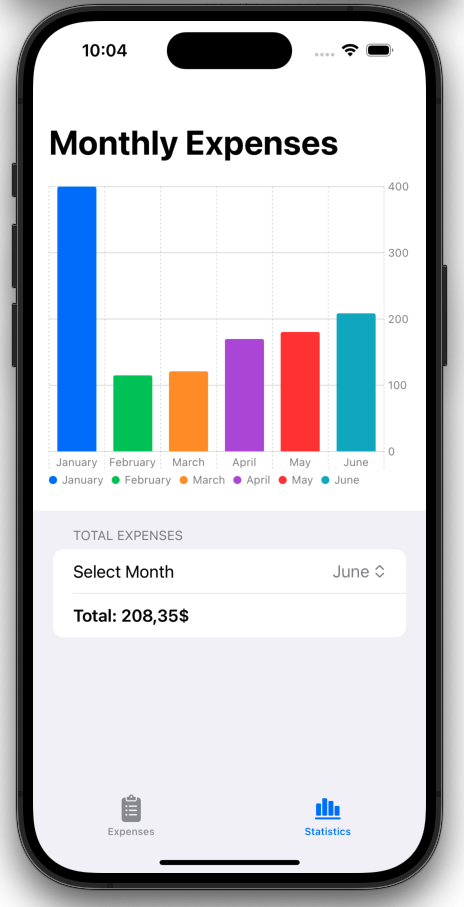 10:04
Monthly Expenses
400
300
200
100
0
January February March April May June
January February March April May June
TOTAL EXPENSES
Select Month June
Total: 208,35$
Expenses Statistics